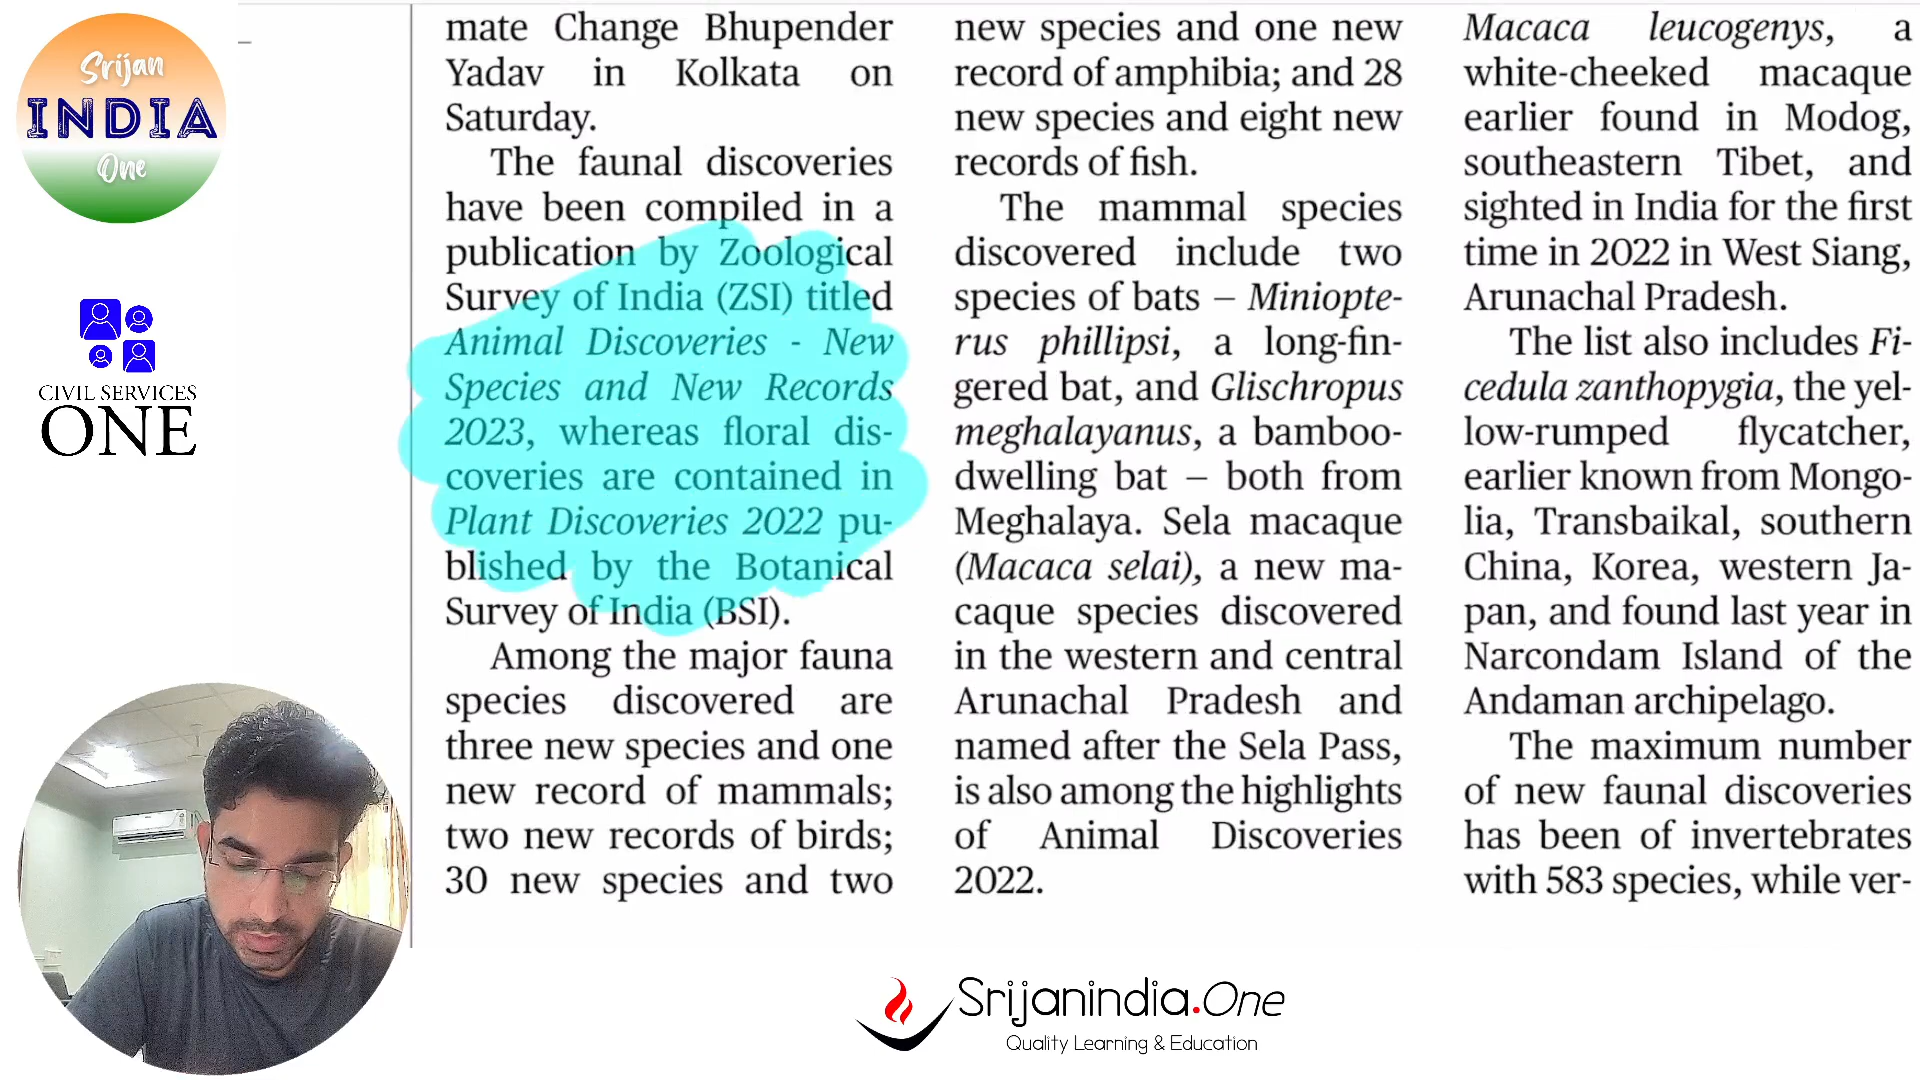 Srijan
INDIA
One
CIVIL SERVICES
ONE
mate Change Bhupender
Yadav in Kolkata on
Saturday.
The faunal discoveries
have been compiled in a
publication by Zoological
Survey of India (ZSI) titled
Animal Discoveries - New
Species and New Records
2023, whereas floral dis-
coveries are contained in
Plant Discoveries 2022 pu-
blished by the Botanical
Survey of India (BSI).
Among the major fauna
species discovered are
three new species and one
new record of mammals;
two new records of birds;
30 new species and two
new species and one new
record of amphibia; and 28
new species and eight new
records of fish.
The mammal species
discovered include two
species of bats – Miniopte-
rus phillipsi, a long-fin-
gered bat, and Glischropus
meghalayanus, a bamboo-
dwelling bat – both from
Meghalaya. Sela macaque
(Macaca selai), a new ma-
caque species discovered
in the western and central
Arunachal Pradesh and
named after the Sela Pass,
is also among the highlights
of Animal Discoveries
2022.
Macaca leucogenys, a
white-cheeked macaque
earlier found in Modog,
southeastern Tibet, and
sighted in India for the first
time in 2022 in West Siang,
Arunachal Pradesh.
The list also includes Fi-
cedula zanthopygia, the yel-
low-rumped flycatcher,
earlier known from Mongo-
lia, Transbaikal, southern
China, Korea, western Ja-
pan, and found last year in
Narcondam Island of the
Andaman archipelago.
The maximum number
of new faunal discoveries
has been of invertebrates
with 583 species, while ver-
Srijanindia.One
Quality Learning & Education